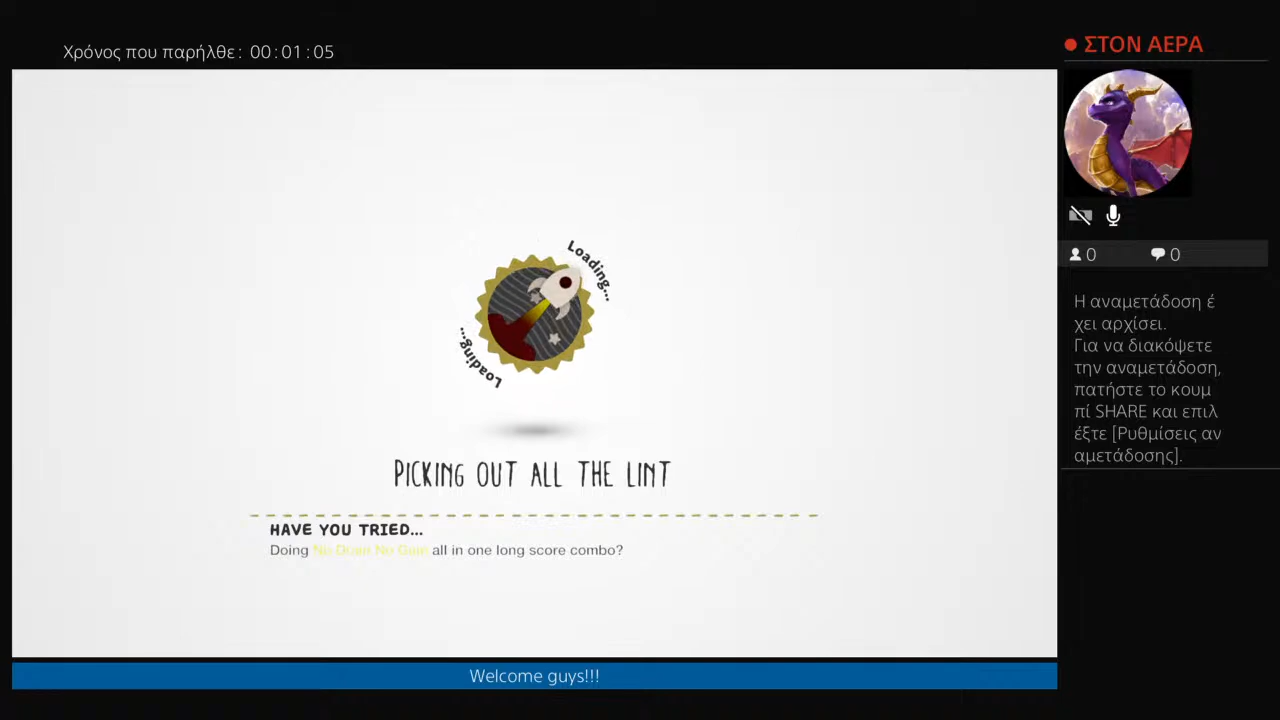 Χρόνος που παρήλθε: 00:01:05
ΣΤΟΝ ΑΕΡΑ
Loading...
Loading...
0
0
Η αναμετάδοση έ
χει αρχίσει.
Για να διακόψετε
την αναμετάδοση,
πατήστε το κουμ
πί SHARE και επιλ
έξτε [Ρυθμίσεις αν
αμετάδοσης].
PICKING OUT ALL THE LINT
HAVE YOU TRIED...
Doing No Drain No Gain all in one long score combo?
Welcome guys!!!